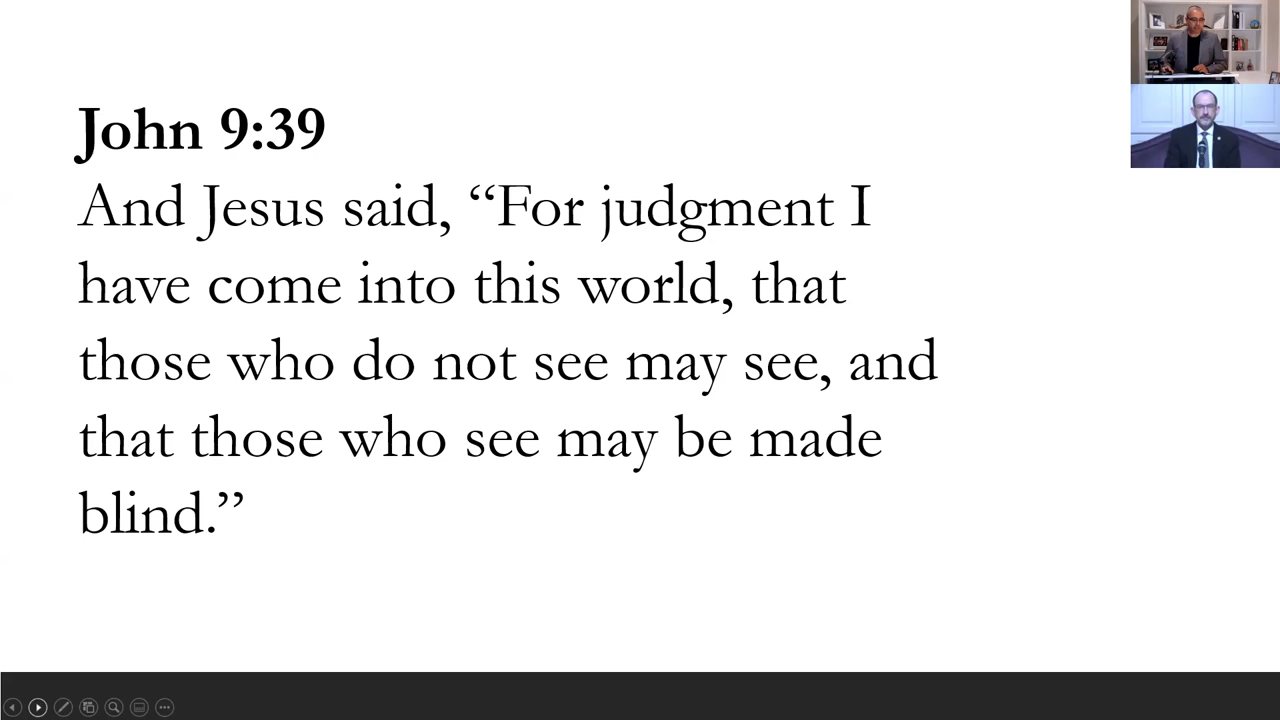 John 9:39
And Jesus said, “For judgment I
have come into this world, that
those who do not see may see, and
that those who see may be made
blind.”